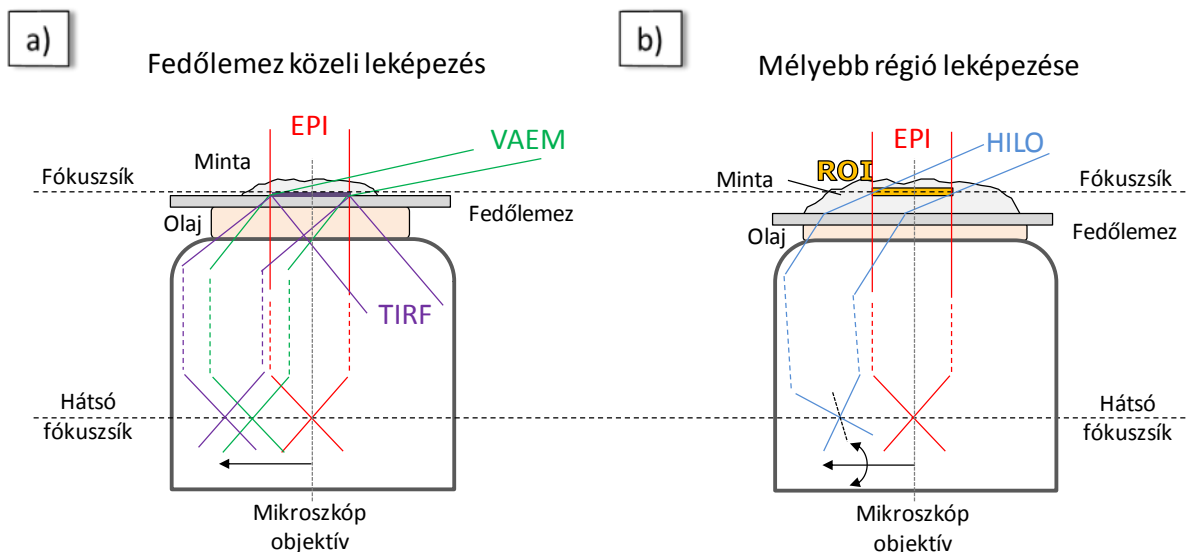 a)
Fedőlemez közeli leképezés
EPI
VAEM
Minta
Fókuszsík
Olaj
Fedőlemez
TIRF
Hátsó
fókuszsík
Mikroszkóp
objektív
b)
Mélyebb régió leképezése
EPI
HILO
ROI
Minta
Fókuszsík
Olaj
Fedőlemez
Hátsó
fókuszsík
Mikroszkóp
objektív